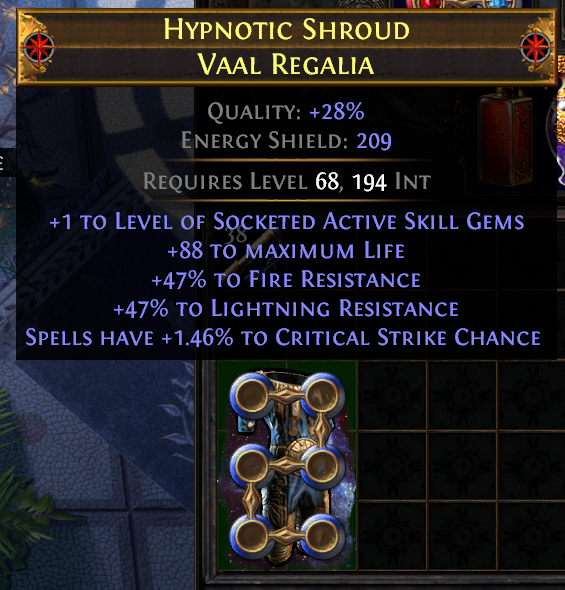 Hypnotic Shroud
Vaal Regalia
Quality: +28%
Energy Shield: 209
Requires Level 68, 194 Int
+1 to Level of Socketed Active Skill Gems
+88 to maximum Life
+47% to Fire Resistance
+47% to Lightning Resistance
Spells have +1.46% to Critical Strike Chance